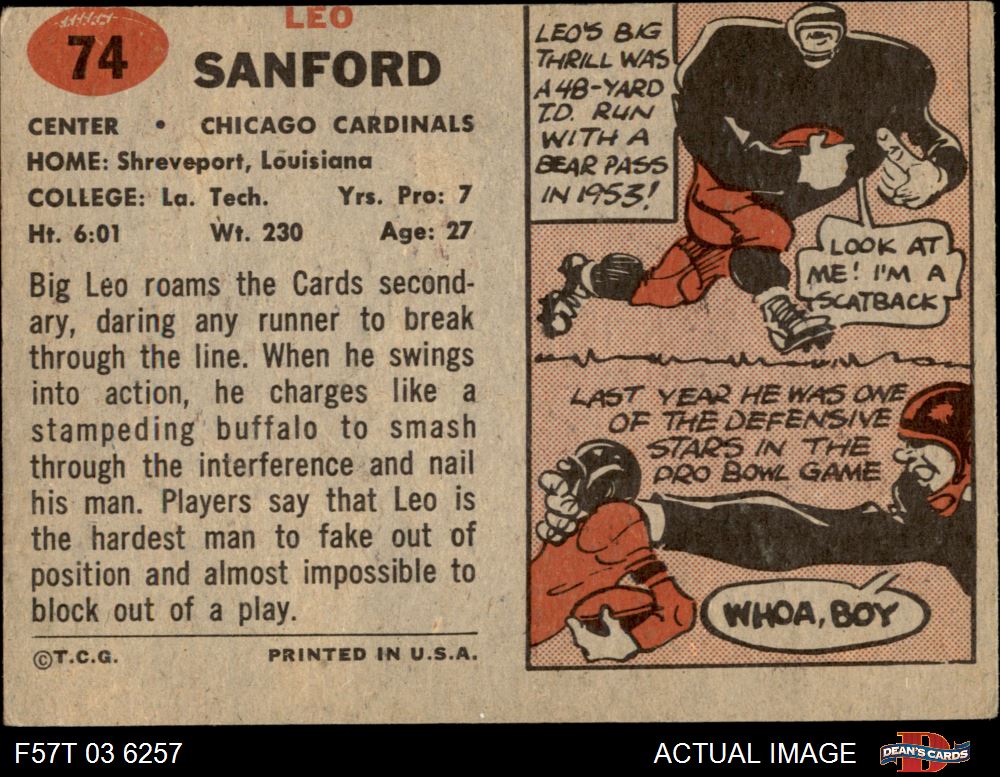 74
LEO
SANFORD
CENTER • CHICAGO CARDINALS
HOME: Shreveport, Louisiana
COLLEGE: La. Tech. Yrs. Pro: 7
Ht. 6:01 Wt. 230 Age: 27
Big Leo roams the Cards second-
ary, daring any runner to break
through the line. When he swings
into action, he charges like a
stampeding buffalo to smash
through the interference and nail
his man. Players say that Leo is
the hardest man to fake out of
position and almost impossible to
block out of a play.
©T.C.G. PRINTED IN U.S.A.
LEO'S BIG
THRILL WAS
A 48-YARD
T.D. RUN
WITH A
BEAR PASS
IN 1953!
LOOK AT
ME! I'M A
SCATBACK
LAST YEAR HE WAS ONE
OF THE DEFENSIVE
STARS IN THE
PRO BOWL GAME
WHOA, BOY
F57T 03 6257
ACTUAL IMAGE
DEAN'S CARDS